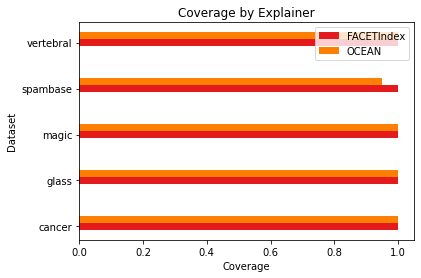 Coverage by Explainer
FACETIndex
OCEAN
vertebral
spambase
magic
glass
cancer
Dataset
0.0 0.2 0.4 0.6 0.8 1.0
Coverage